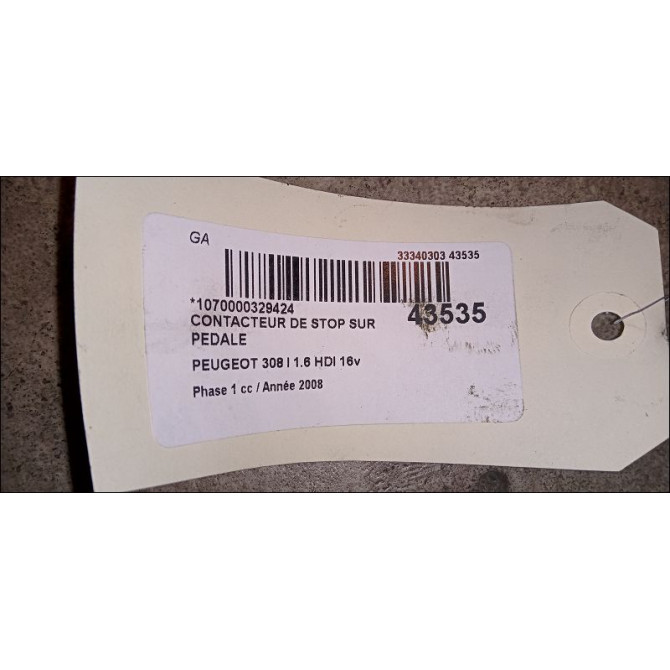 GA
33340303 43535
*1070000329424
43535
CONTACTEUR DE STOP SUR
PEDALE
PEUGEOT 308 I 1.6 HDI 16v
Phase 1 cc / Année 2008